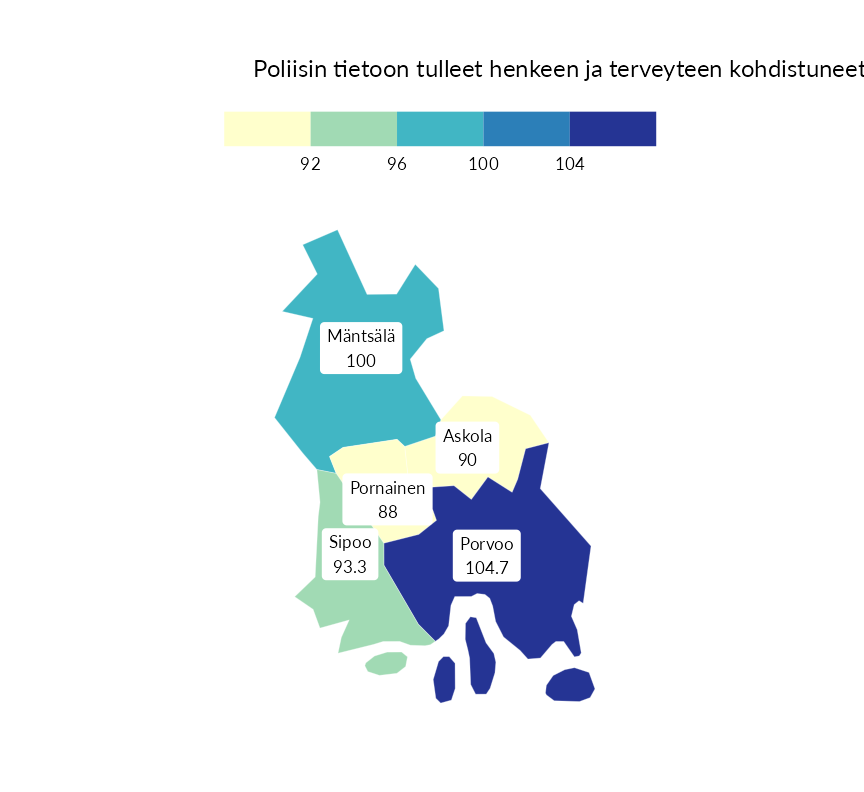 Poliisin tietoon tulleet henkeen ja terveyteen kohdistuneet
92 96 100 104
Mäntsälä
100
Askola
90
Pornainen
88
Sipoo
93.3
Porvoo
104.7